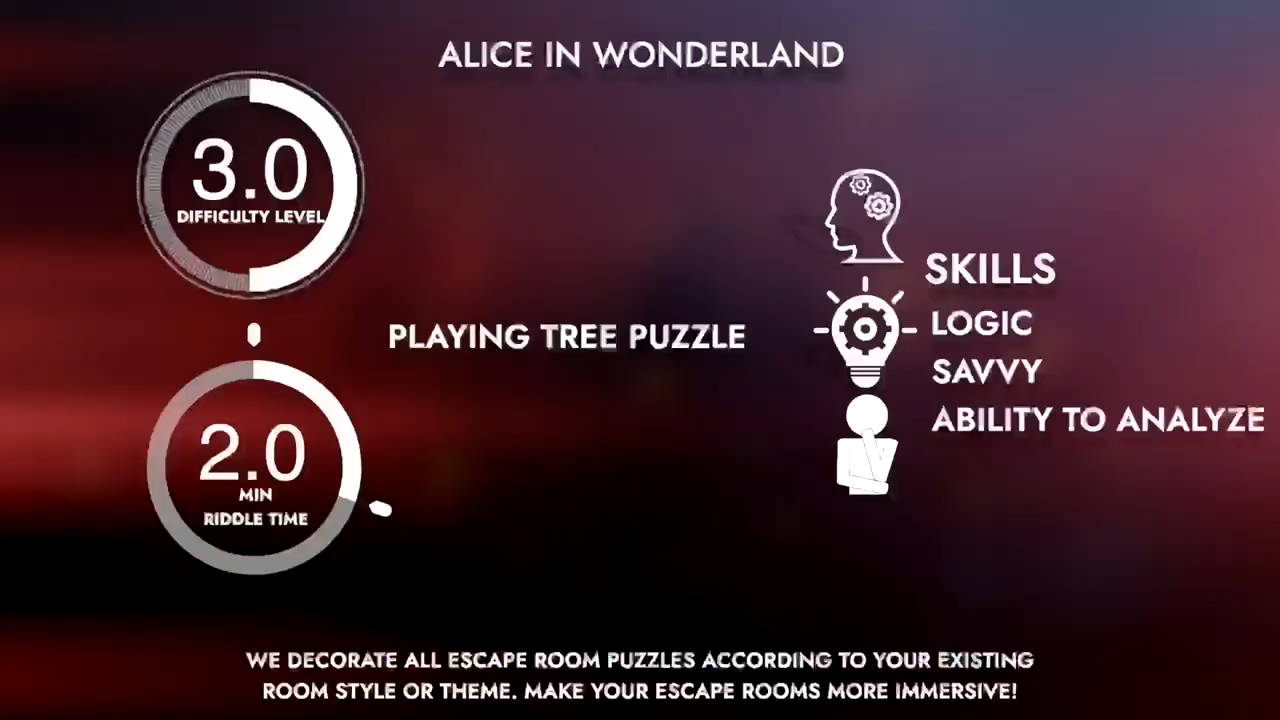 ALICE IN WONDERLAND
3.0
DIFFICULTY LEVEL
PLAYING TREE PUZZLE
2.0
MIN
RIDDLE TIME
SKILLS
LOGIC
SAVVY
ABILITY TO ANALYZE
WE DECORATE ALL ESCAPE ROOM PUZZLES ACCORDING TO YOUR EXISTING
ROOM STYLE OR THEME. MAKE YOUR ESCAPE ROOMS MORE IMMERSIVE!